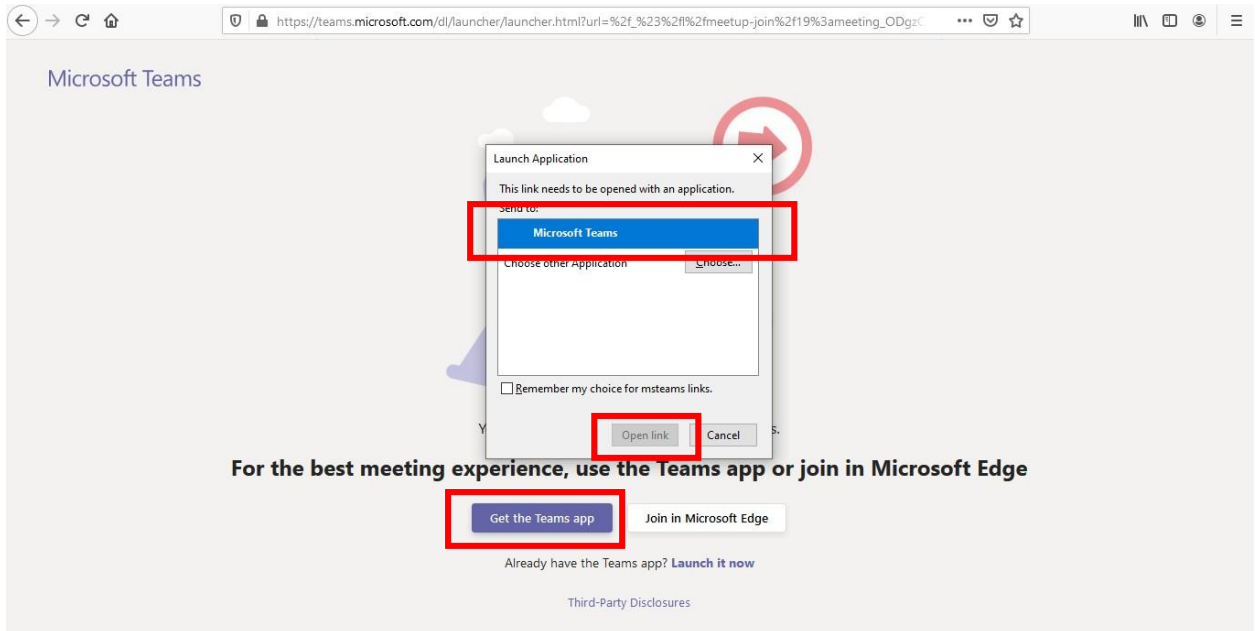 https://teams.microsoft.com/dl/launcher/launcher.html?url=%2f_%23%2fl%2fmeetup-join%2f19%3ameeting_ODgz
Microsoft Teams
Launch Application
This link needs to be opened with an application.
Send to:
Microsoft Teams
Choose other Application
Choose...
Remember my choice for msteams links.
Open link
Cancel
For the best meeting experience, use the Teams app or join in Microsoft Edge
Get the Teams app
Join in Microsoft Edge
Already have the Teams app? Launch it now
Third-Party Disclosures